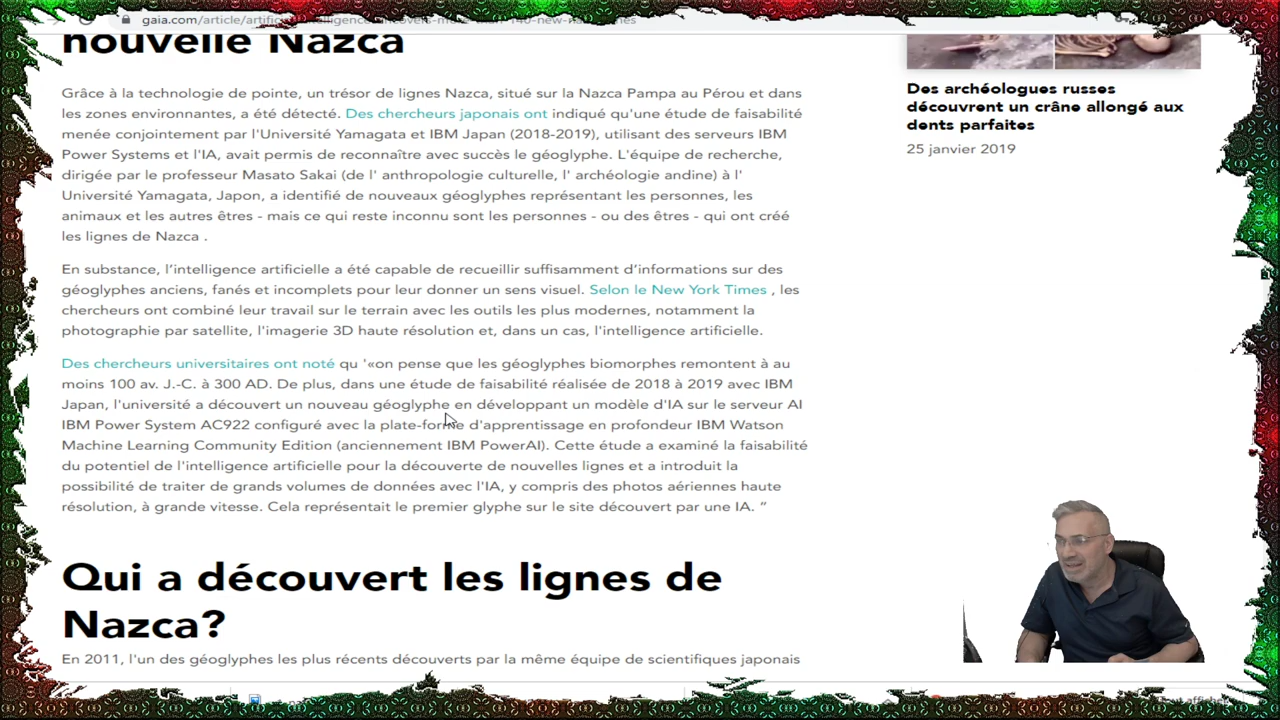 gaia.com/article/artific
nouvelle Nazca
Grâce à la technologie de pointe, un trésor de lignes Nazca, situé sur la Nazca Pampa au Pérou et dans
les zones environnantes, a été détecté. Des chercheurs japonais ont indiqué qu'une étude de faisabilité
menée conjointement par l'Université Yamagata et IBM Japan (2018-2019), utilisant des serveurs IBM
Power Systems et l'IA, avait permis de reconnaître avec succès le géoglyphe. L'équipe de recherche,
dirigée par le professeur Masato Sakai (de l' anthropologie culturelle, l' archéologie andine) à l'
Université Yamagata, Japon, a identifié de nouveaux géoglyphes représentant les personnes, les
animaux et les autres êtres - mais ce qui reste inconnu sont les personnes - ou des êtres - qui ont créé
les lignes de Nazca .
En substance, l'intelligence artificielle a été capable de recueillir suffisamment d'informations sur des
géoglyphes anciens, fanés et incomplets pour leur donner un sens visuel. Selon le New York Times , les
chercheurs ont combiné leur travail sur le terrain avec les outils les plus modernes, notamment la
photographie par satellite, l'imagerie 3D haute résolution et, dans un cas, l'intelligence artificielle.
Des chercheurs universitaires ont noté qu '«on pense que les géoglyphes biomorphes remontent à au
moins 100 av. J.-C. à 300 AD. De plus, dans une étude de faisabilité réalisée de 2018 à 2019 avec IBM
Japan, l'université a découvert un nouveau géoglyphe en développant un modèle d'IA sur le serveur AI
IBM Power System AC922 configuré avec la plate-forme d'apprentissage en profondeur IBM Watson
Machine Learning Community Edition (anciennement IBM PowerAI). Cette étude a examiné la faisabilité
du potentiel de l'intelligence artificielle pour la découverte de nouvelles lignes et a introduit la
possibilité de traiter de grands volumes de données avec l'IA, y compris des photos aériennes haute
résolution, à grande vitesse. Cela représentait le premier glyphe sur le site découvert par une IA. ”
Qui a découvert les lignes de
Nazca?
En 2011, l'un des géoglyphes les plus récents découverts par la même équipe de scientifiques japonais
Des archéologues russes
découvrent un crâne allongé aux
dents parfaites
25 janvier 2019